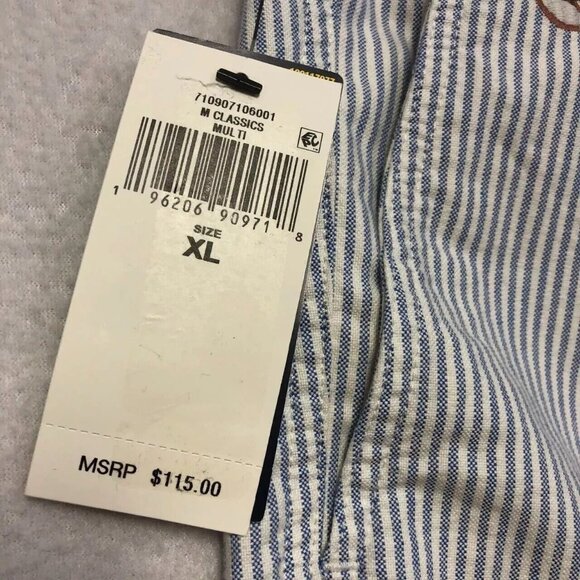 710907106001
M CLASSICS
MULTI
1 96206 90971 8
SIZE
XL
MSRP $115.00